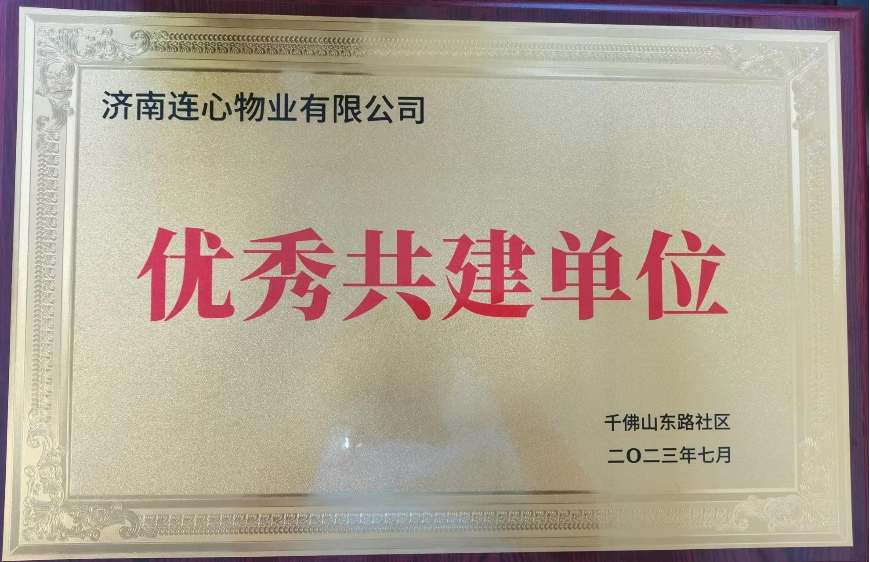 济南连心物业有限公司
优秀共建单位
千佛山东路社区
二O二三年七月